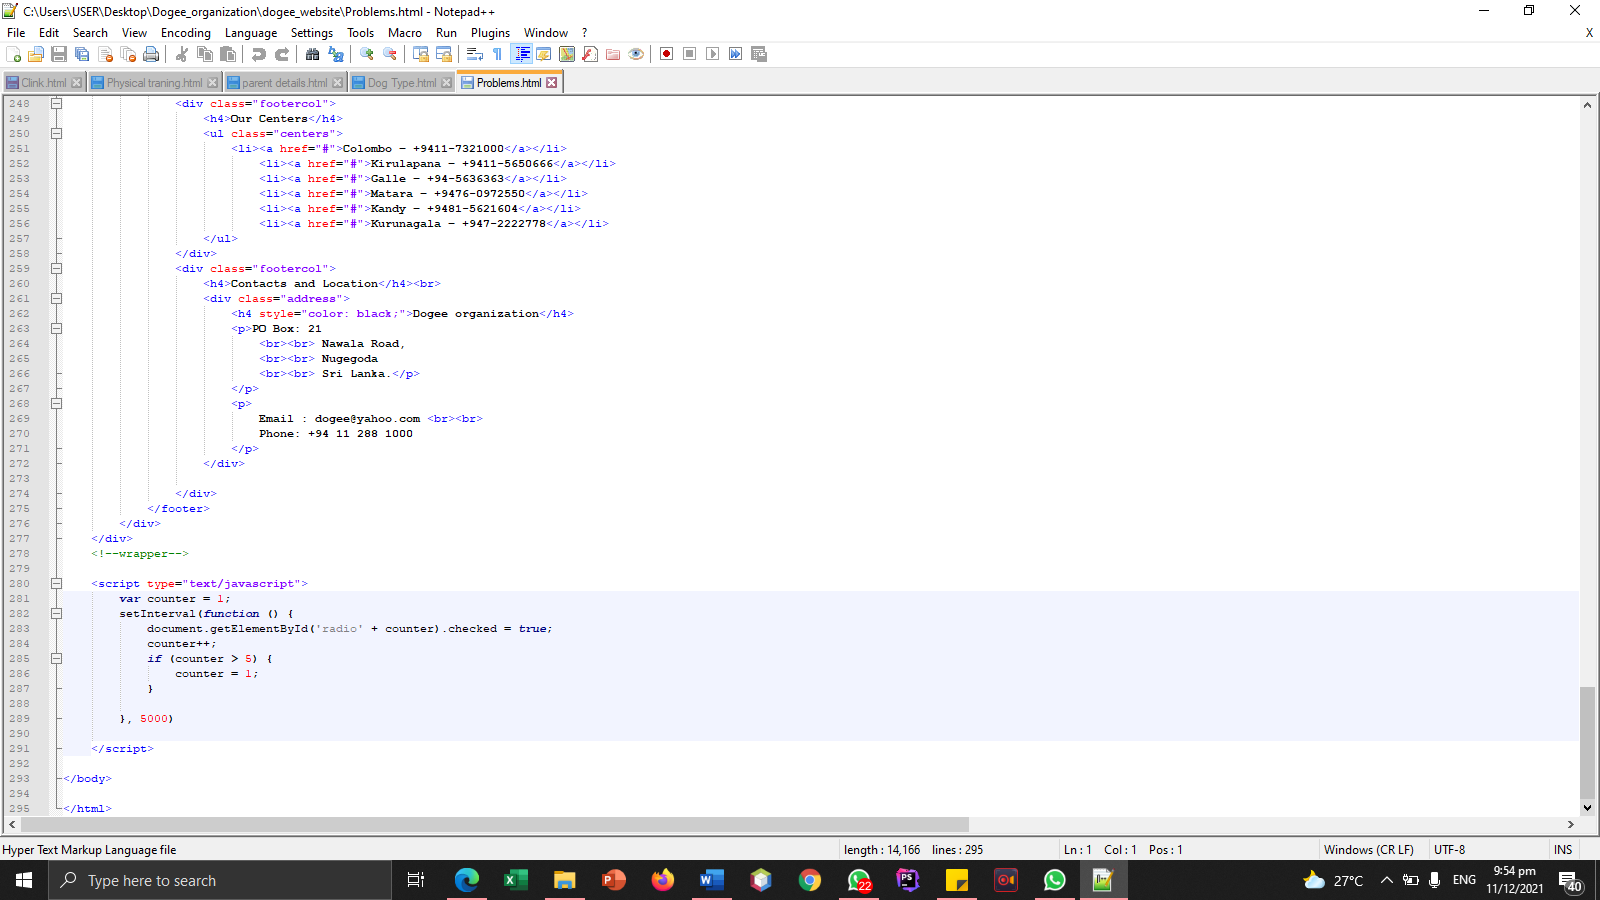 C:\Users\USER\Desktop\Dogee_organization\dogee_website\Problems.html - Notepad++
File Edit Search View Encoding Language Settings Tools Macro Run Plugins Window ? X
Clink.html Physical traning.html parent details.html Dog Type.html Problems.html
248 <div class="footercol">
249 <h4>Our Centers</h4>
250 <ul class="centers">
251 <li><a href="#">Colombo – +9411-7321000</a></li>
252 <li><a href="#">Kirulapana – +9411-5650666</a></li>
253 <li><a href="#">Galle – +94-5636363</a></li>
254 <li><a href="#">Matara – +9476-0972550</a></li>
255 <li><a href="#">Kandy – +9481-5621604</a></li>
256 <li><a href="#">Kurunagala – +947-2222778</a></li>
257 </ul>
258 </div>
259 <div class="footercol">
260 <h4>Contacts and Location</h4><br>
261 <div class="address">
262 <h4 style="color: black;">Dogee organization</h4>
263 <p>PO Box: 21
264 <br><br> Nawala Road,
265 <br><br> Nugegoda
266 <br><br> Sri Lanka.</p>
267 </p>
268 <p>
269 Email : dogee@yahoo.com <br><br>
270 Phone: +94 11 288 1000
271 </p>
272 </div>
273
274 </div>
275 </footer>
276 </div>
277 </div>
278 <!--wrapper-->
279
280 <script type="text/javascript">
281 var counter = 1;
282 setInterval(function () {
283 document.getElementById('radio' + counter).checked = true;
284 counter++;
285 if (counter > 5) {
286 counter = 1;
287 }
288
289 }, 5000)
290
291 </script>
292
293 </body>
294
295 </html>
Hyper Text Markup Language file length : 14,166 lines : 295 Ln : 1 Col : 1 Pos : 1 Windows (CR LF) UTF-8 INS
Type here to search 22 PS 27°C ENG 9:54 pm 40
11/12/2021